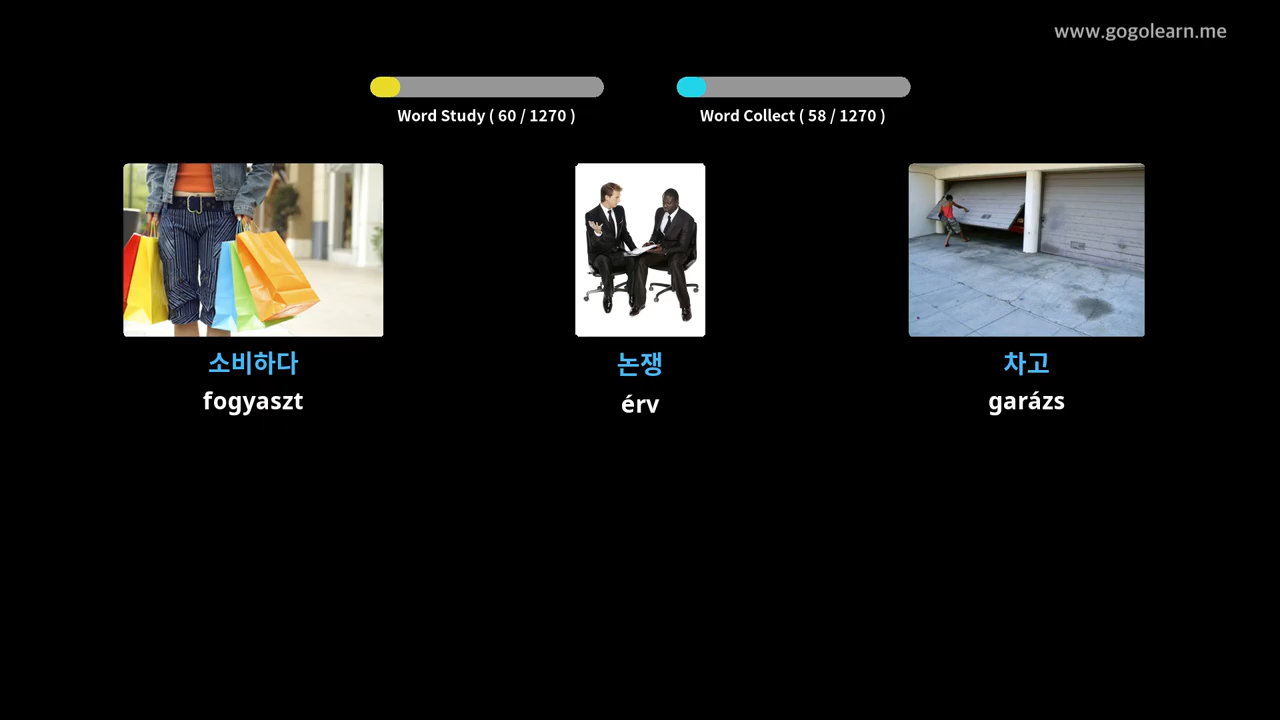 www.gogolearn.me
Word Study ( 60 / 1270 )
Word Collect ( 58 / 1270 )
소비하다
fogyaszt
논쟁
érv
차고
garázs